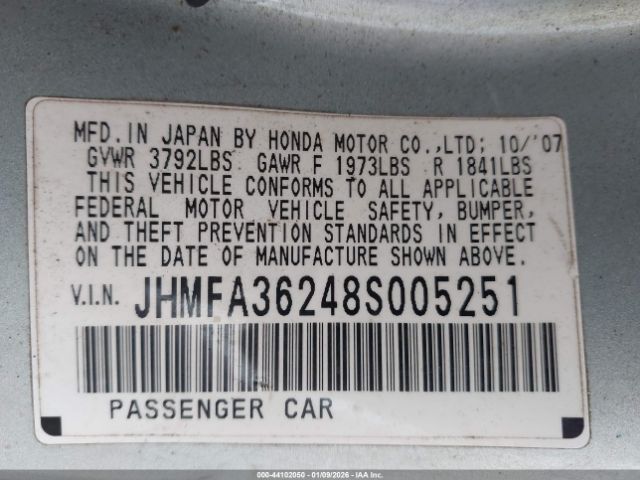 MFD. IN JAPAN BY HONDA MOTOR CO., LTD; 10/'07
GVWR 3792LBS GAWR F 1973LBS R 1841LBS
THIS VEHICLE CONFORMS TO ALL APPLICABLE
FEDERAL MOTOR VEHICLE SAFETY, BUMPER,
AND THEFT PREVENTION STANDARDS IN EFFECT
ON THE DATE OF MANUFACTURE SHOWN ABOVE.
V.I.N. JHMFA36248S005251
PASSENGER CAR
000-44102050 - 01/09/2026 - IAA Inc.